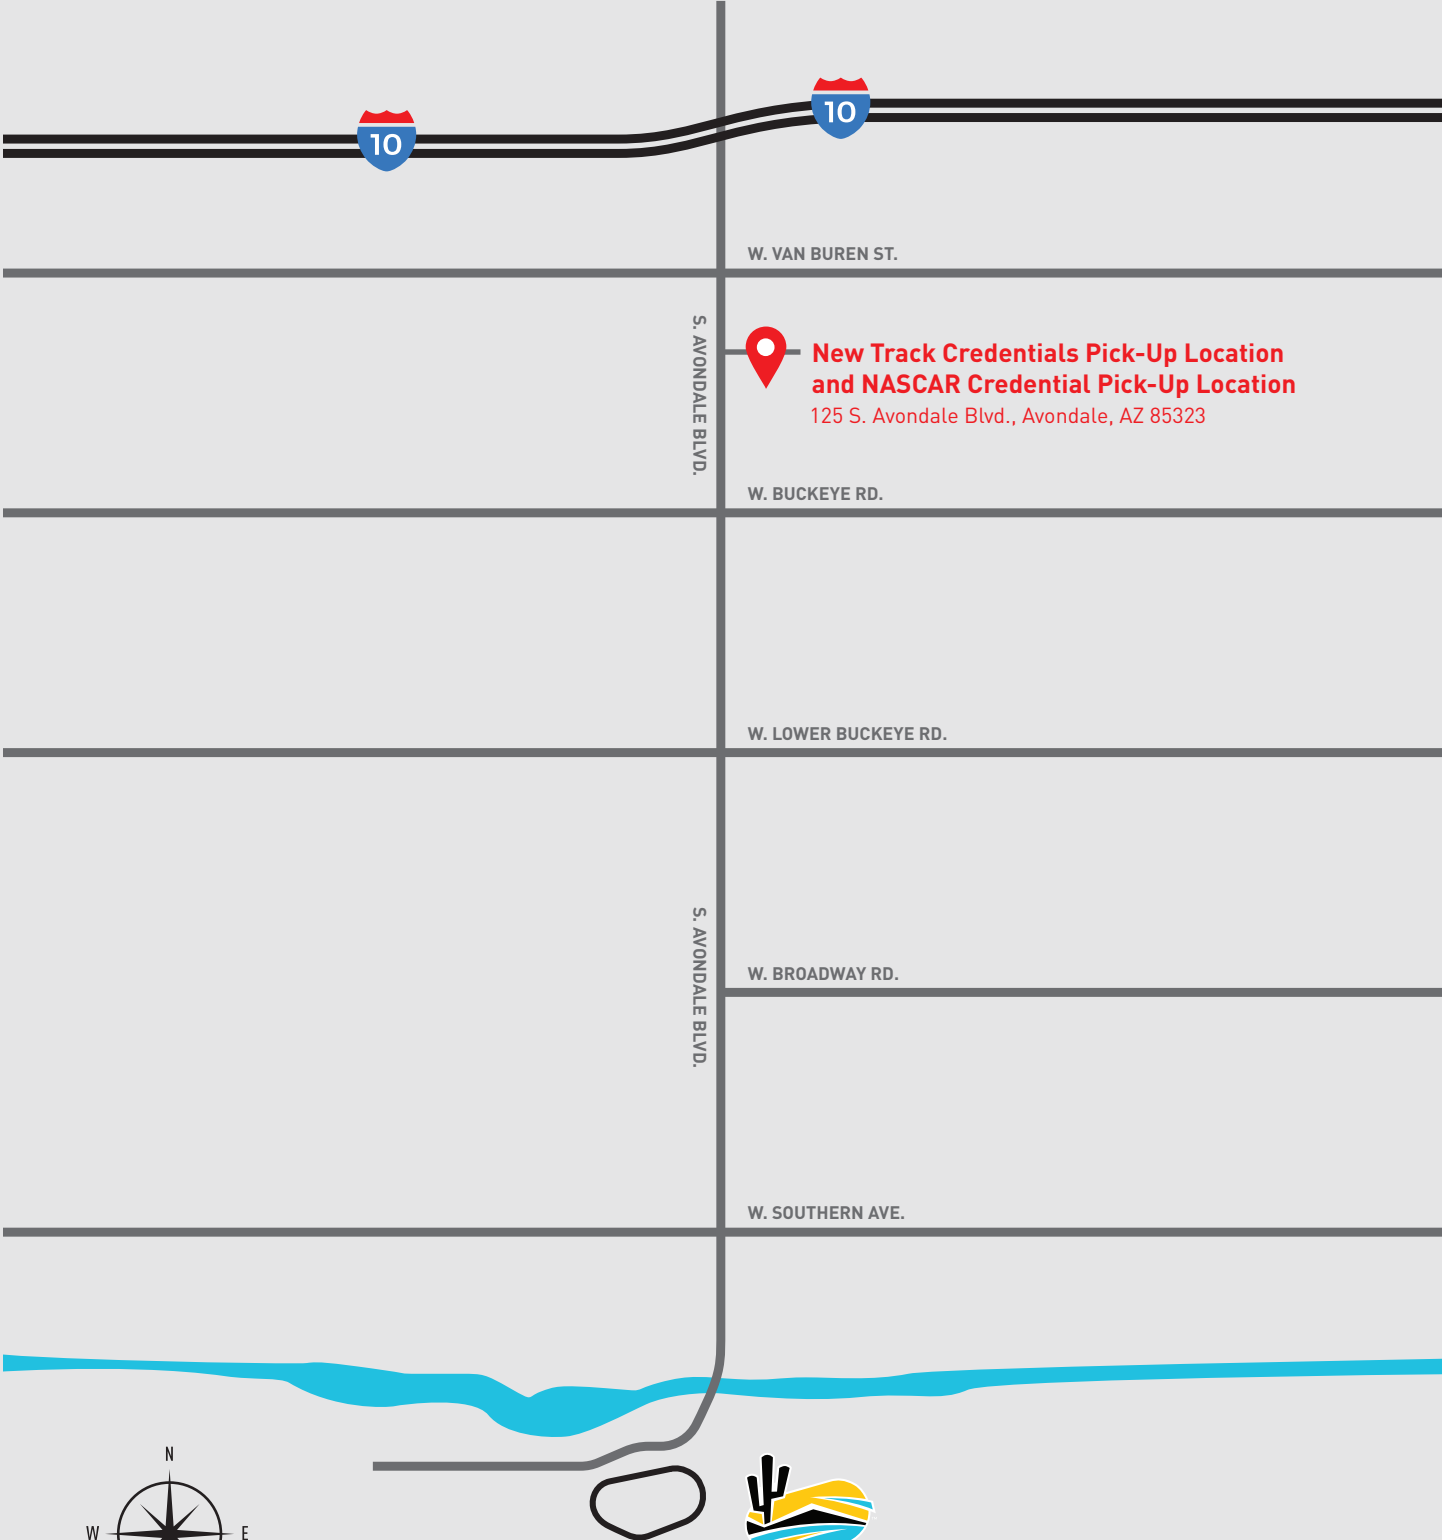 10
10
W. VAN BUREN ST.
S. AVONDALE BLVD.
New Track Credentials Pick-Up Location
and NASCAR Credential Pick-Up Location
125 S. Avondale Blvd., Avondale, AZ 85323
W. BUCKEYE RD.
W. LOWER BUCKEYE RD.
S. AVONDALE BLVD.
W. BROADWAY RD.
W. SOUTHERN AVE.
N
W
E